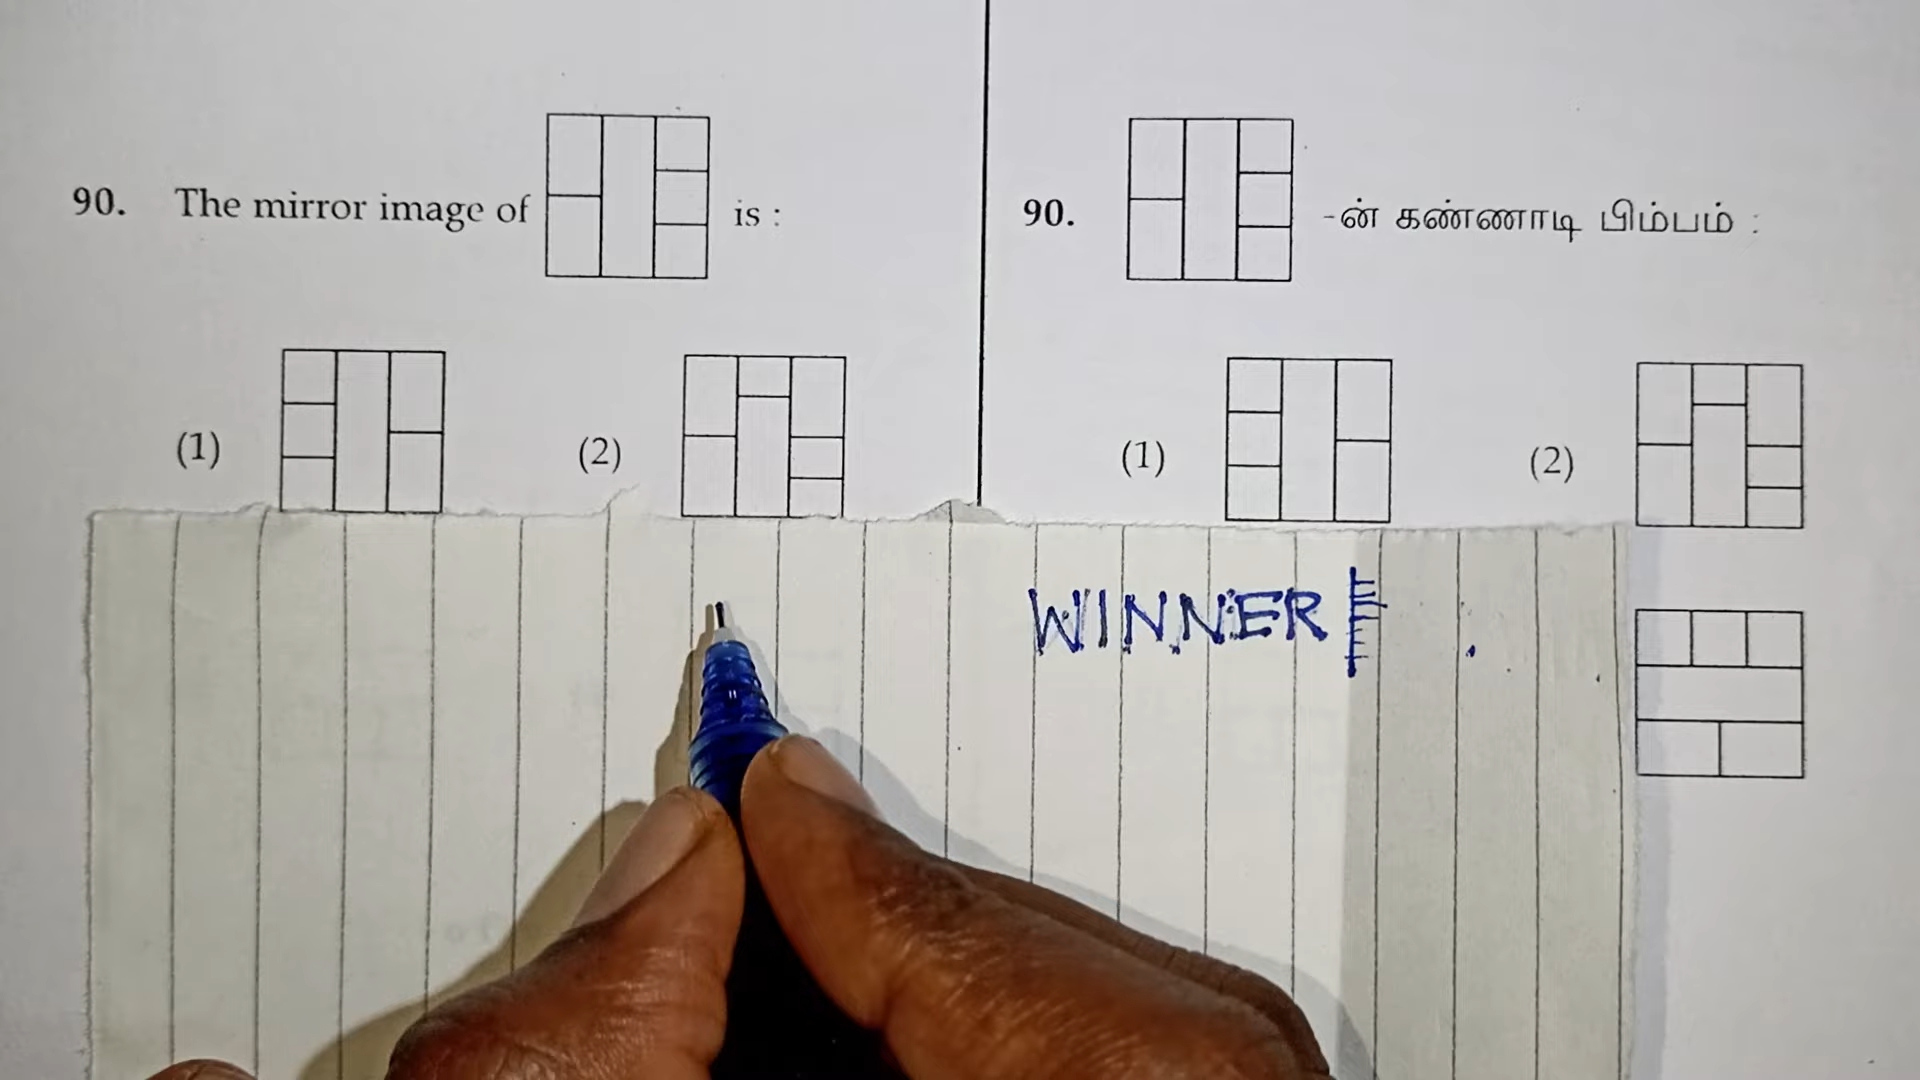 90. The mirror image of is :
(1) (2)
90. -ன் கண்ணாடி பிம்பம் :
(1) (2)
WINNER